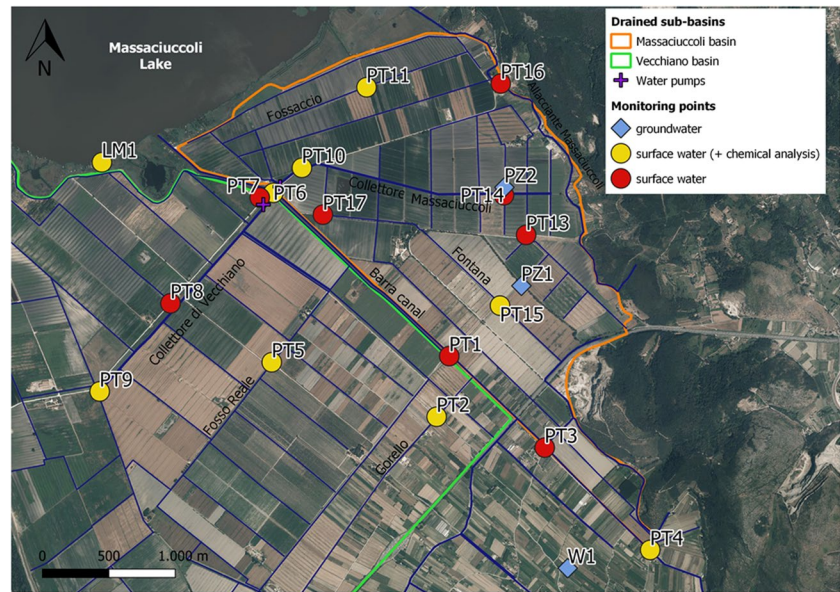 Massaciuccoli
Lake
N
Drained sub-basins
Massaciuccoli basin
Vecchiano basin
Water pumps
Monitoring points
groundwater
surface water (+ chemical analysis)
surface water
PT11
PT16
Fossaccio
Allacciante Massaciuccoli
LM1
PT10
PZ2
PT7
PT6
Collettore Massaciuccoli
PT14
PT17
PT13
Fontana
PZ1
Barra canal
PT8
Collettore di Vecchiano
PT15
PT1
PT5
PT9
Fosso Reale
PT2
Gorello
PT3
PT4
W1
0 500 1.000 m